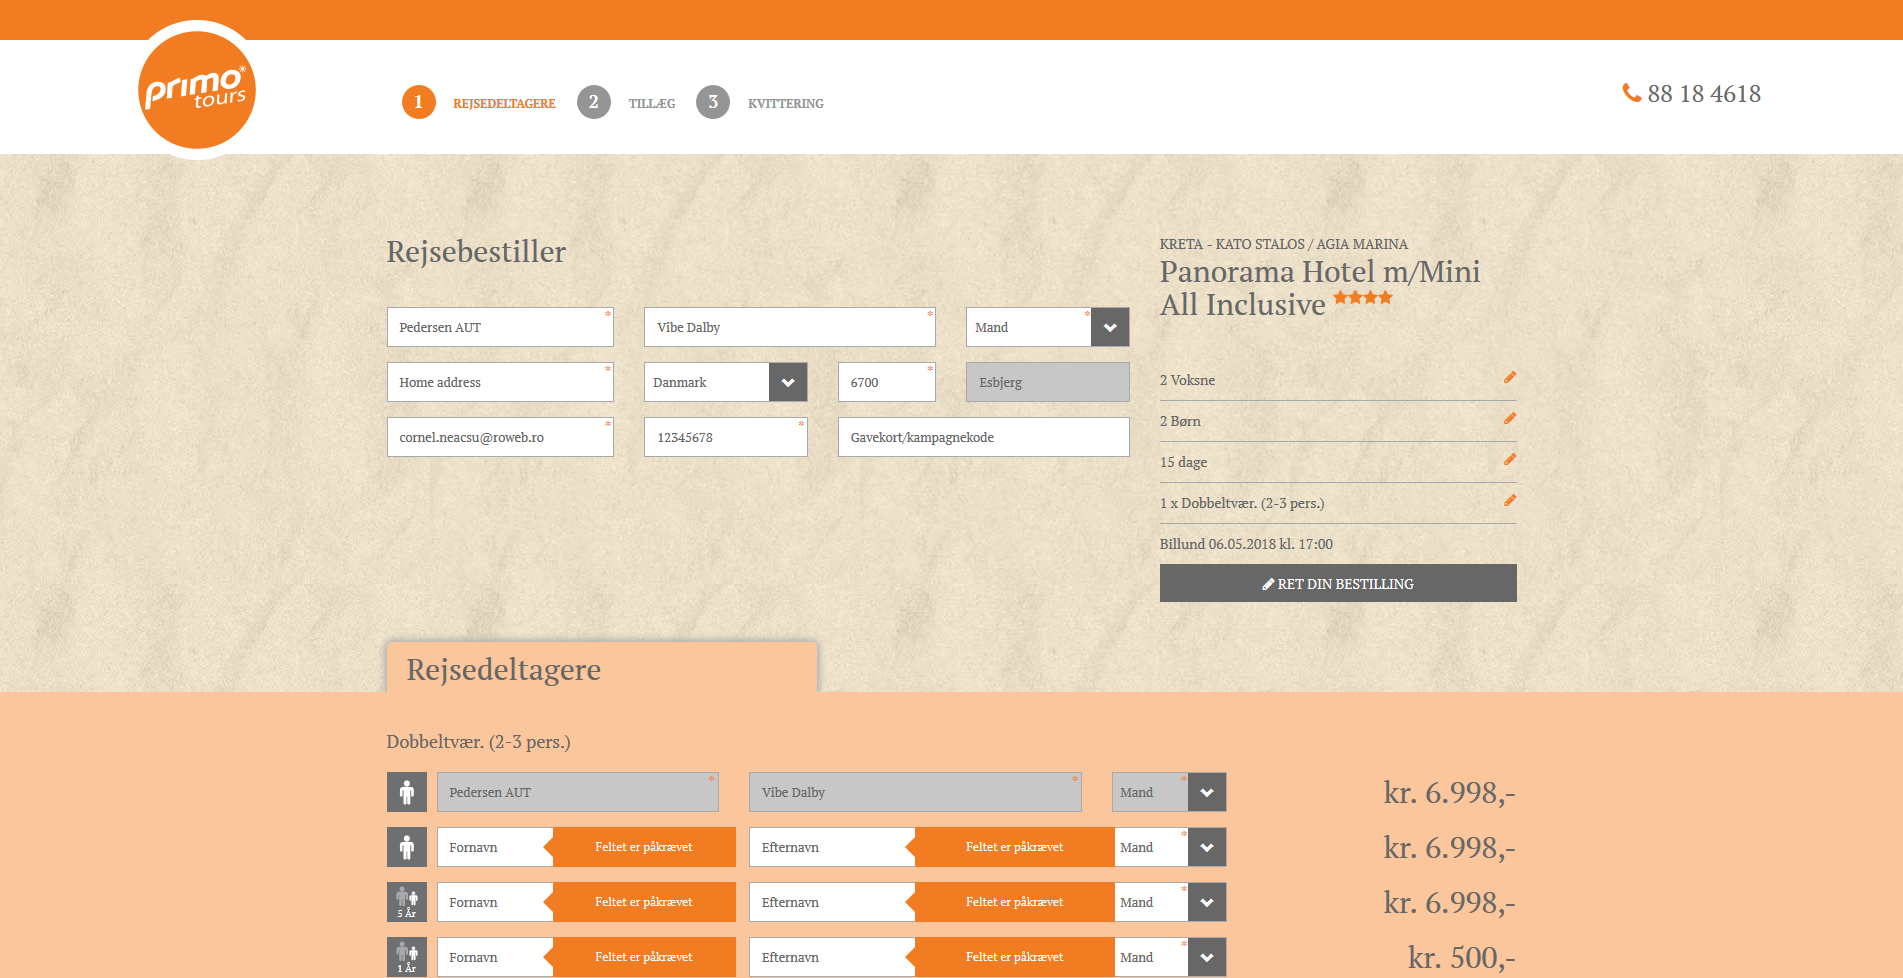 primo
tours
1 REJSEDELTAGERE 2 TILLÆG 3 KVITTERING
88 18 4618
Rejsebestiller
Pedersen AUT * Vibe Dalby * Mand *
Home address * Danmark 6700 * Esbjerg
cornel.neacsu@roweb.ro * 12345678 * Gavekort/kampagnekode
KRETA - KATO STALOS / AGIA MARINA
Panorama Hotel m/Mini
All Inclusive
2 Voksne
2 Børn
15 dage
1 x Dobbeltvær. (2-3 pers.)
Billund 06.05.2018 kl. 17:00
RET DIN BESTILLING
Rejsedeltagere
Dobbeltvær. (2-3 pers.)
Pedersen AUT * Vibe Dalby * Mand * kr. 6.998,-
Fornavn Feltet er påkrævet Efternavn Feltet er påkrævet Mand * kr. 6.998,-
5 År Fornavn Feltet er påkrævet Efternavn Feltet er påkrævet Mand * kr. 6.998,-
1 År Fornavn Feltet er påkrævet Efternavn Feltet er påkrævet Mand * kr. 500,-